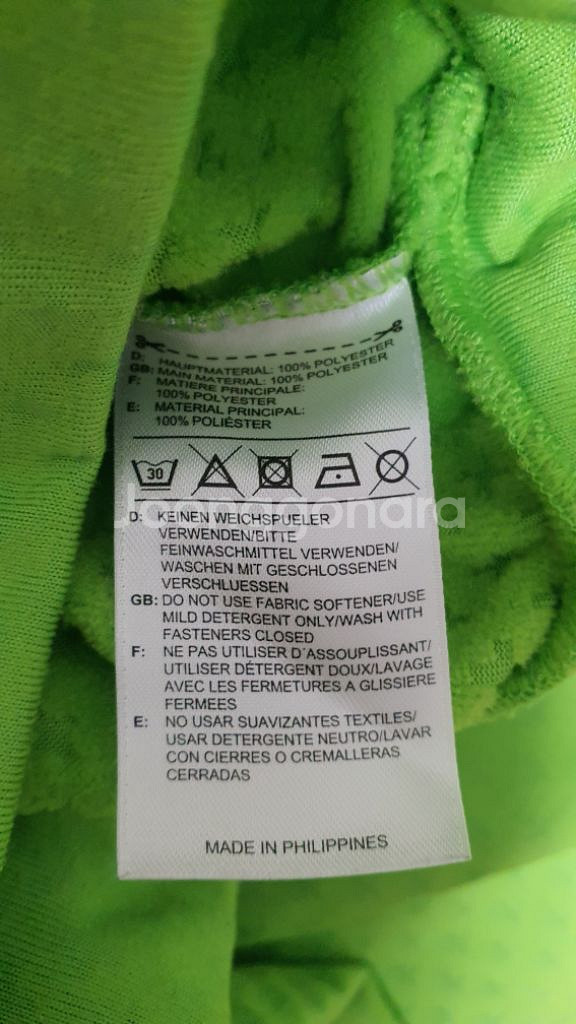 D: HAUPTMATERIAL: 100% POLYESTER
GB: MAIN MATERIAL: 100% POLYESTER
F: MATIERE PRINCIPALE:
100% POLYESTER
E: MATERIAL PRINCIPAL:
100% POLIÉSTER
30
D: KEINEN WEICHSPUELER
VERWENDEN/BITTE
FEINWASCHMITTEL VERWENDEN/
WASCHEN MIT GESCHLOSSENEN
VERSCHLUESSEN
GB: DO NOT USE FABRIC SOFTENER/USE
MILD DETERGENT ONLY/WASH WITH
FASTENERS CLOSED
F: NE PAS UTILISER D´ASSOUPLISSANT/
UTILISER DÉTERGENT DOUX/LAVAGE
AVEC LES FERMETURES A GLISSIERE
FERMEES
E: NO USAR SUAVIZANTES TEXTILES/
USAR DETERGENTE NEUTRO/LAVAR
CON CIERRES O CREMALLERAS
CERRADAS
MADE IN PHILIPPINES